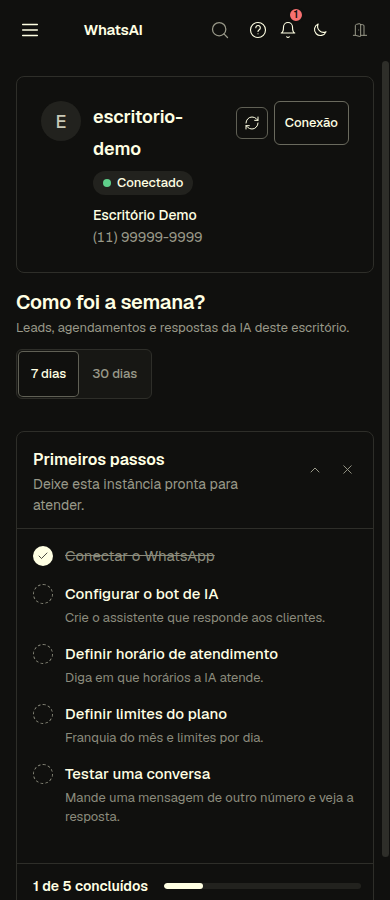 WhatsAI
1
E
escritorio-
demo
Conexão
Conectado
Escritório Demo
(11) 99999-9999
Como foi a semana?
Leads, agendamentos e respostas da IA deste escritório.
7 dias
30 dias
Primeiros passos
Deixe esta instância pronta para
atender.
Conectar o WhatsApp
Configurar o bot de IA
Crie o assistente que responde aos clientes.
Definir horário de atendimento
Diga em que horários a IA atende.
Definir limites do plano
Franquia do mês e limites por dia.
Testar uma conversa
Mande uma mensagem de outro número e veja a
resposta.
1 de 5 concluídos